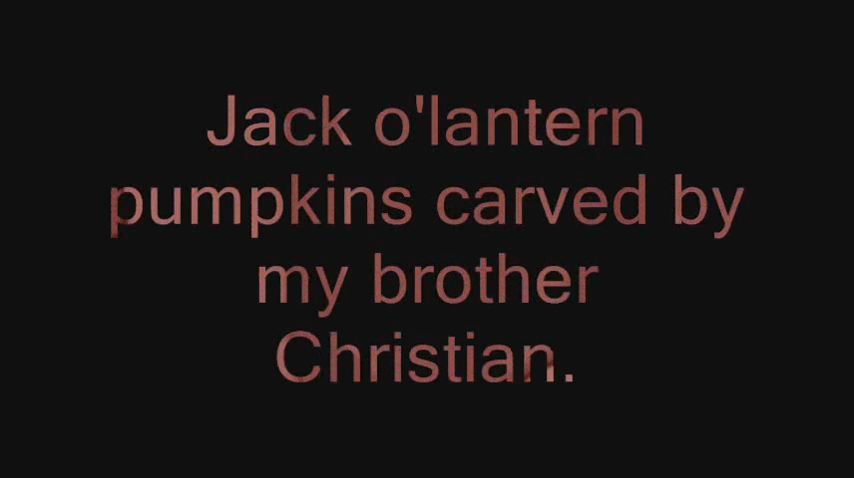 Jack o'lantern
pumpkins carved by
my brother
Christian.